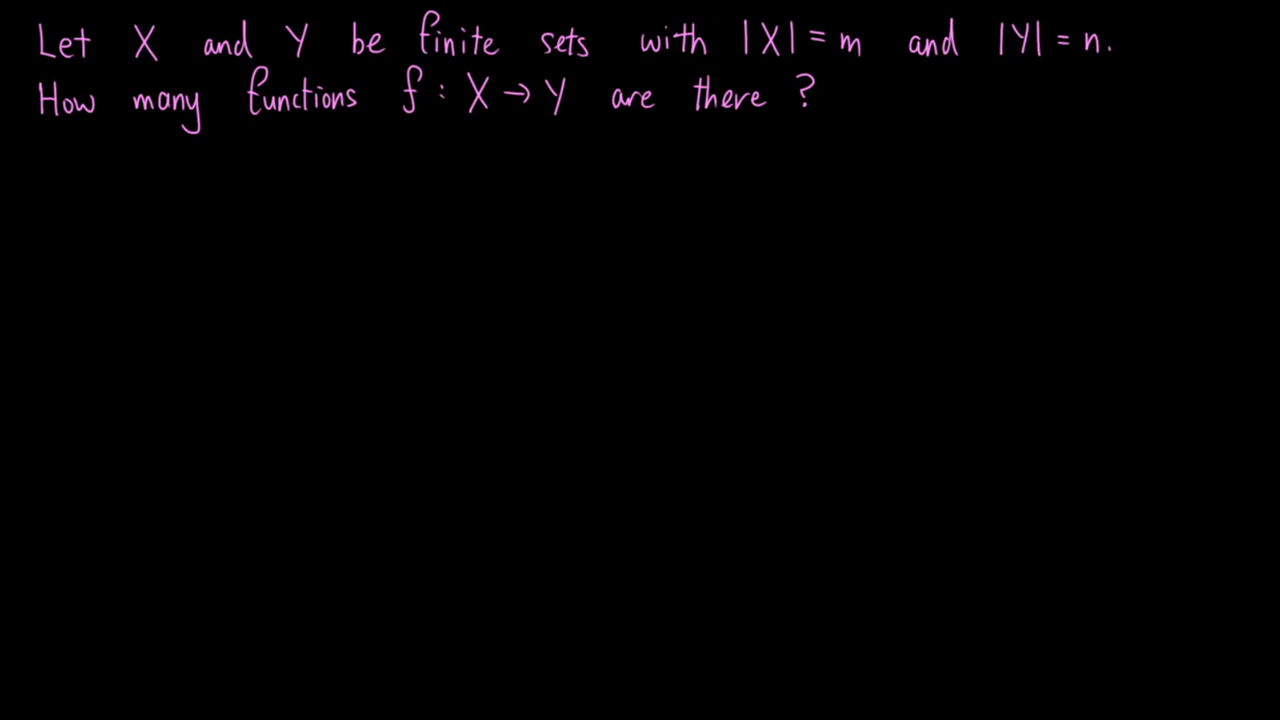 Let X and Y be finite sets with |X| = m and |Y| = n.
How many functions f : X → Y are there ?